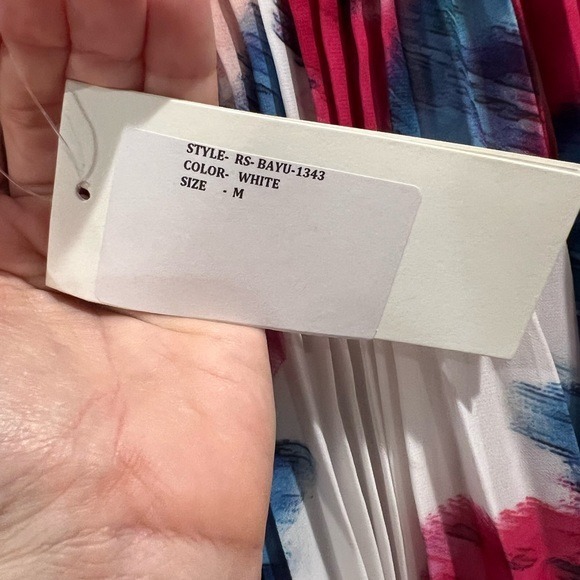 STYLE- RS- BAYU-1343
COLOR- WHITE
SIZE - M